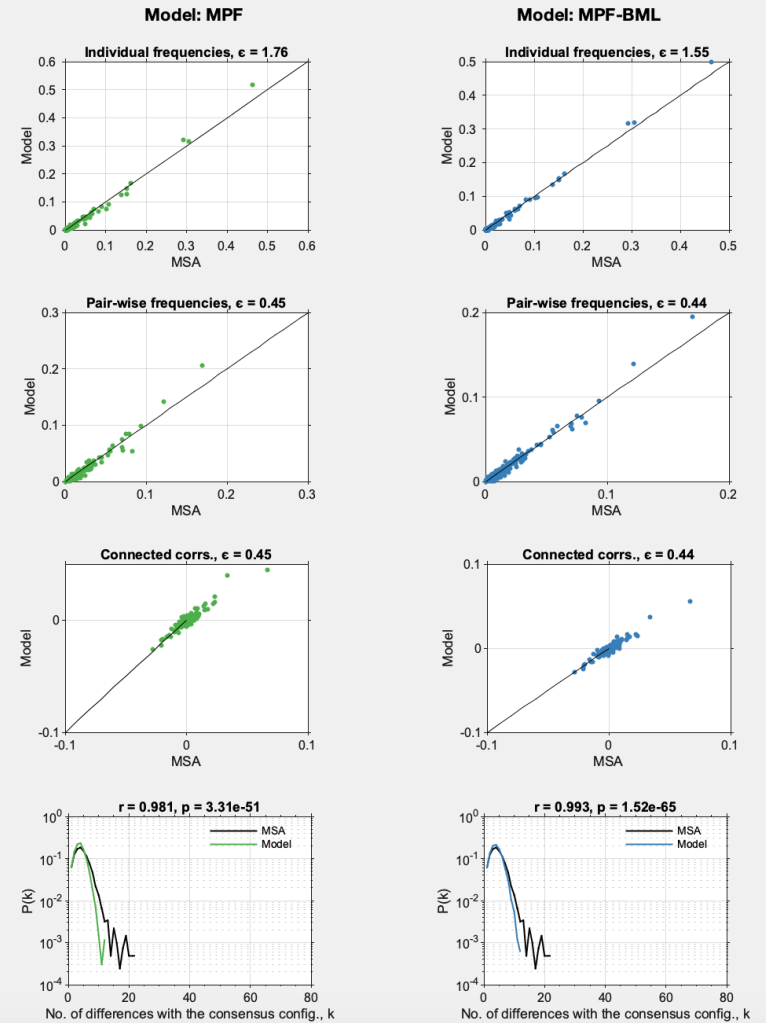 Model: MPF
Model: MPF-BML
Individual frequencies, ϵ = 1.76
0.6
0.5
0.4
0.3
0.2
0.1
0
Model
0 0.1 0.2 0.3 0.4 0.5 0.6
MSA
Individual frequencies, ϵ = 1.55
0.5
0.4
0.3
0.2
0.1
0
Model
0 0.1 0.2 0.3 0.4 0.5
MSA
Pair-wise frequencies, ϵ = 0.45
0.3
0.2
0.1
0
Model
0 0.1 0.2 0.3
MSA
Pair-wise frequencies, ϵ = 0.44
0.2
0.1
0
Model
0 0.1 0.2
MSA
Connected corrs., ϵ = 0.45
0
-0.1
Model
-0.1 0 0.1
MSA
Connected corrs., ϵ = 0.44
0.1
0
-0.1
Model
-0.1 0 0.1
MSA
r = 0.981, p = 3.31e-51
10⁰
10⁻¹
10⁻²
10⁻³
10⁻⁴
P(k)
MSA
Model
0 20 40 60 80
No. of differences with the consensus config., k
r = 0.993, p = 1.52e-65
10⁰
10⁻¹
10⁻²
10⁻³
10⁻⁴
P(k)
MSA
Model
0 20 40 60 80
No. of differences with the consensus config., k